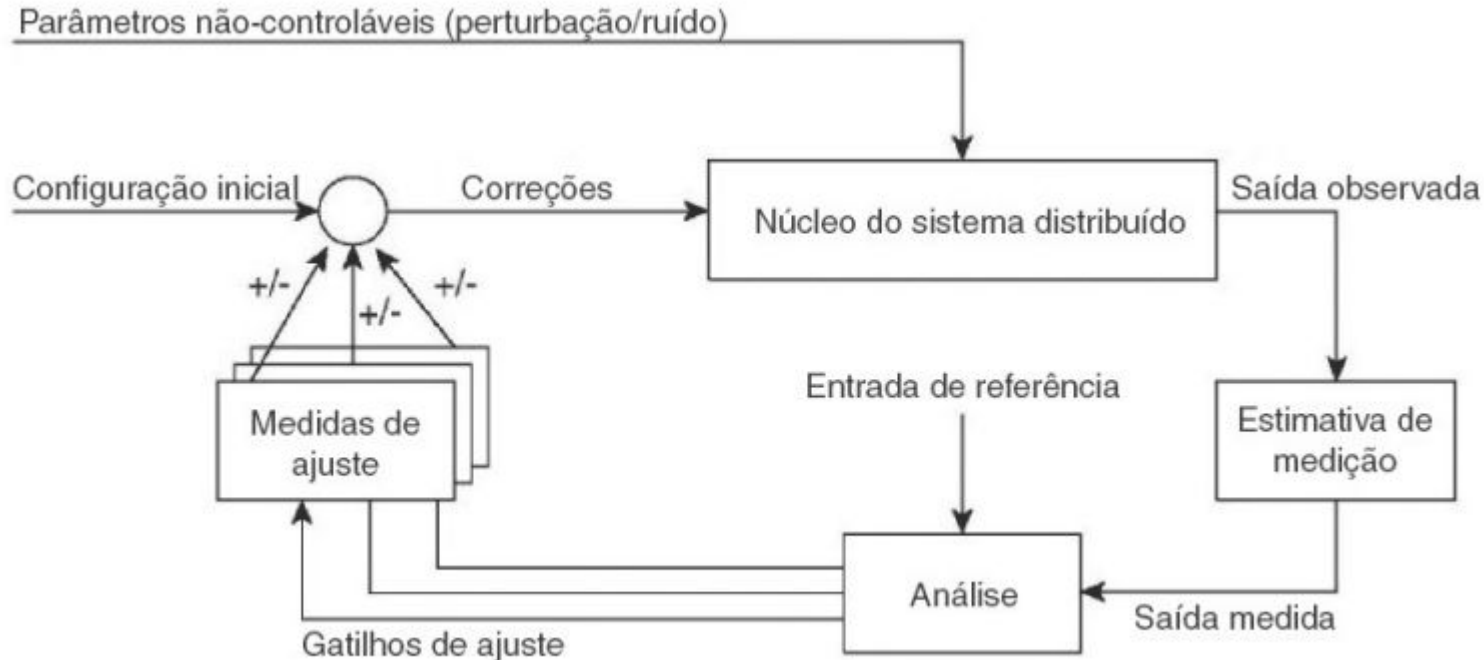 Parâmetros não-controláveis (perturbação/ruído)
Configuração inicial
Correções
Núcleo do sistema distribuído
Saída observada
+/-
+/-
+/-
Medidas de
ajuste
Entrada de referência
Estimativa de
medição
Análise
Saída medida
Gatilhos de ajuste